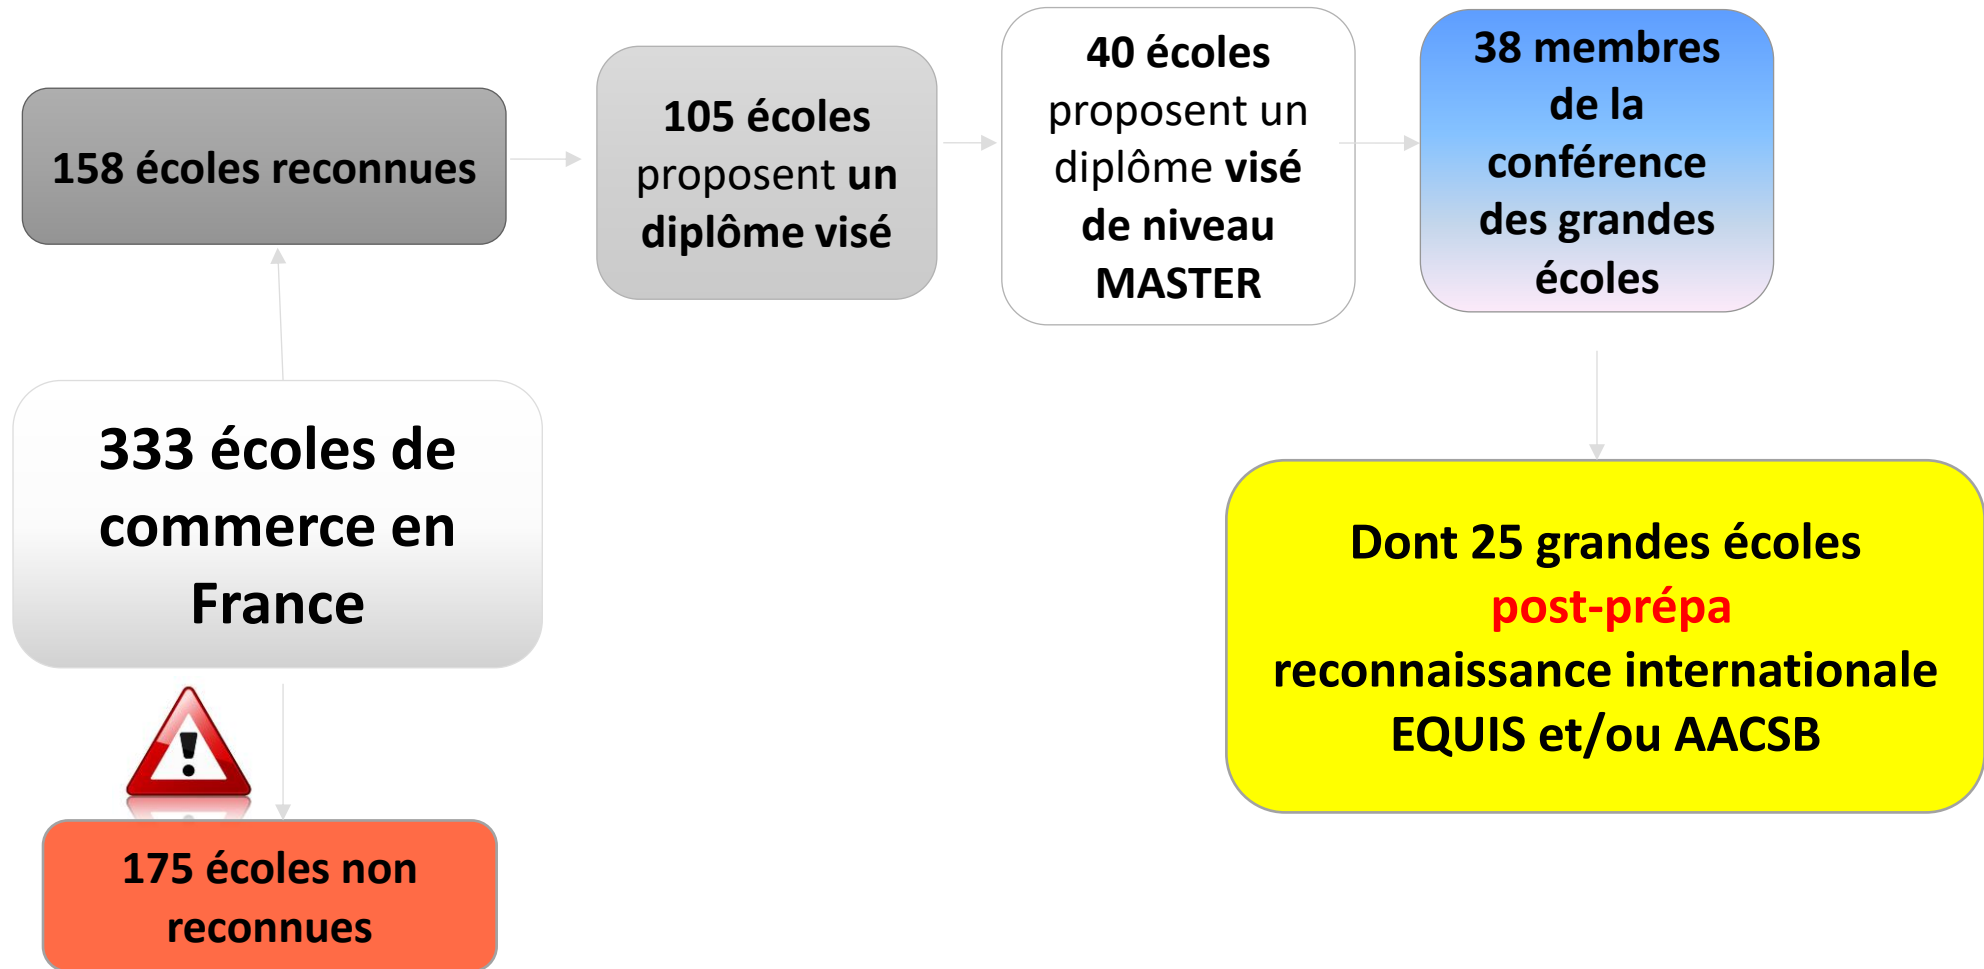 158 écoles reconnues
105 écoles
proposent un
diplôme visé
40 écoles
proposent un
diplôme visé
de niveau
MASTER
38 membres
de la
conférence
des grandes
écoles
333 écoles de
commerce en
France
Dont 25 grandes écoles
post-prépa
reconnaissance internationale
EQUIS et/ou AACSB
175 écoles non
reconnues